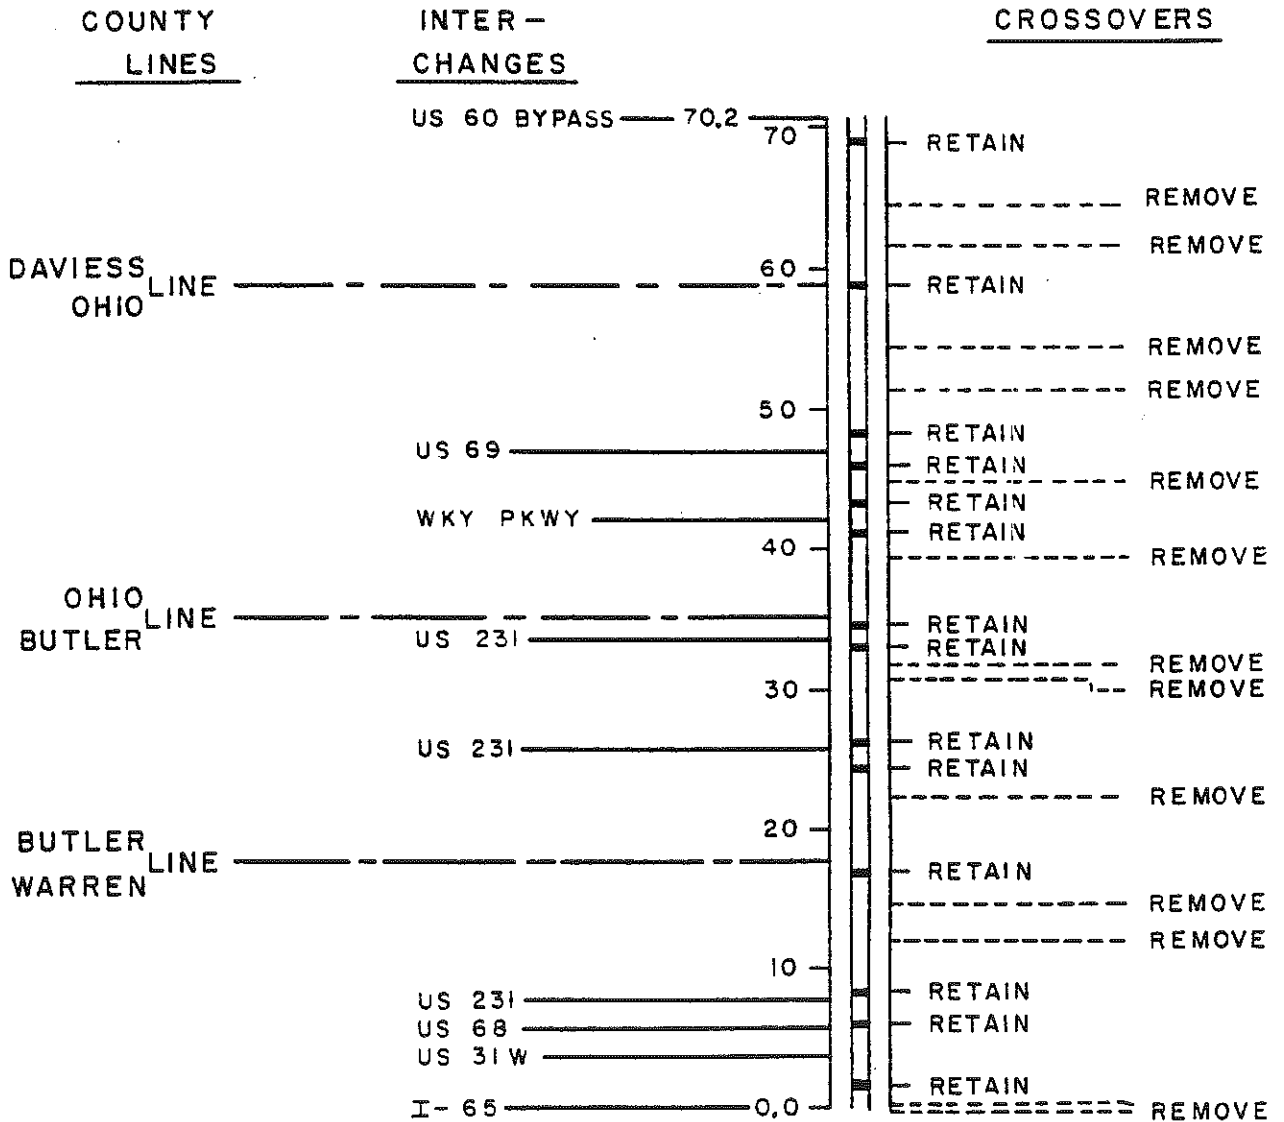 COUNTY LINES
INTER- CHANGES
CROSSOVERS
US 60 BYPASS 70.2
70
RETAIN
REMOVE
REMOVE
DAVIESS OHIO LINE
60
RETAIN
REMOVE
REMOVE
50
RETAIN
US 69
RETAIN
REMOVE
RETAIN
WKY PKWY
RETAIN
40
REMOVE
OHIO BUTLER LINE
RETAIN
US 231
RETAIN
REMOVE
30
REMOVE
RETAIN
US 231
RETAIN
REMOVE
20
BUTLER WARREN LINE
RETAIN
REMOVE
REMOVE
10
RETAIN
US 231
RETAIN
US 68
US 31W
RETAIN
I-65
0.0
REMOVE